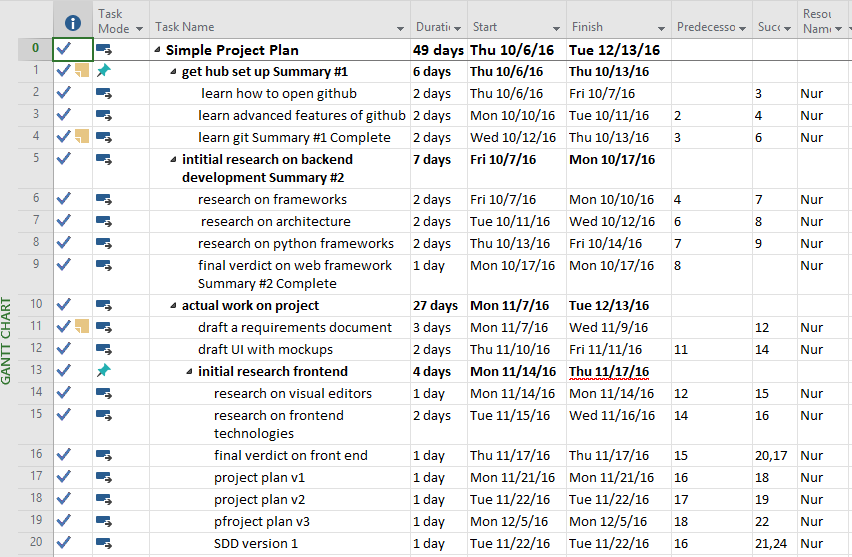 Task Mode Task Name Duratic Start Finish Predecesso Succ Resou Name
0 Simple Project Plan 49 days Thu 10/6/16 Tue 12/13/16
1 get hub set up Summary #1 6 days Thu 10/6/16 Thu 10/13/16
2 learn how to open github 2 days Thu 10/6/16 Fri 10/7/16 3 Nur
3 learn advanced features of github 2 days Mon 10/10/16 Tue 10/11/16 2 4 Nur
4 learn git Summary #1 Complete 2 days Wed 10/12/16 Thu 10/13/16 3 6 Nur
5 intitial research on backend development Summary #2 7 days Fri 10/7/16 Mon 10/17/16
6 research on frameworks 2 days Fri 10/7/16 Mon 10/10/16 4 7 Nur
7 research on architecture 2 days Tue 10/11/16 Wed 10/12/16 6 8 Nur
8 research on python frameworks 2 days Thu 10/13/16 Fri 10/14/16 7 9 Nur
9 final verdict on web framework Summary #2 Complete 1 day Mon 10/17/16 Mon 10/17/16 8 Nur
10 actual work on project 27 days Mon 11/7/16 Tue 12/13/16
11 draft a requirements document 3 days Mon 11/7/16 Wed 11/9/16 12 Nur
12 draft UI with mockups 2 days Thu 11/10/16 Fri 11/11/16 11 14 Nur
13 initial research frontend 4 days Mon 11/14/16 Thu 11/17/16
14 research on visual editors 1 day Mon 11/14/16 Mon 11/14/16 12 15 Nur
15 research on frontend technologies 2 days Tue 11/15/16 Wed 11/16/16 14 16 Nur
16 final verdict on front end 1 day Thu 11/17/16 Thu 11/17/16 15 20,17 Nur
17 project plan v1 1 day Mon 11/21/16 Mon 11/21/16 16 18 Nur
18 project plan v2 1 day Tue 11/22/16 Tue 11/22/16 17 19 Nur
19 pfroject plan v3 1 day Mon 12/5/16 Mon 12/5/16 18 22 Nur
20 SDD version 1 1 day Tue 11/22/16 Tue 11/22/16 16 21,24 Nur
GANTT CHART